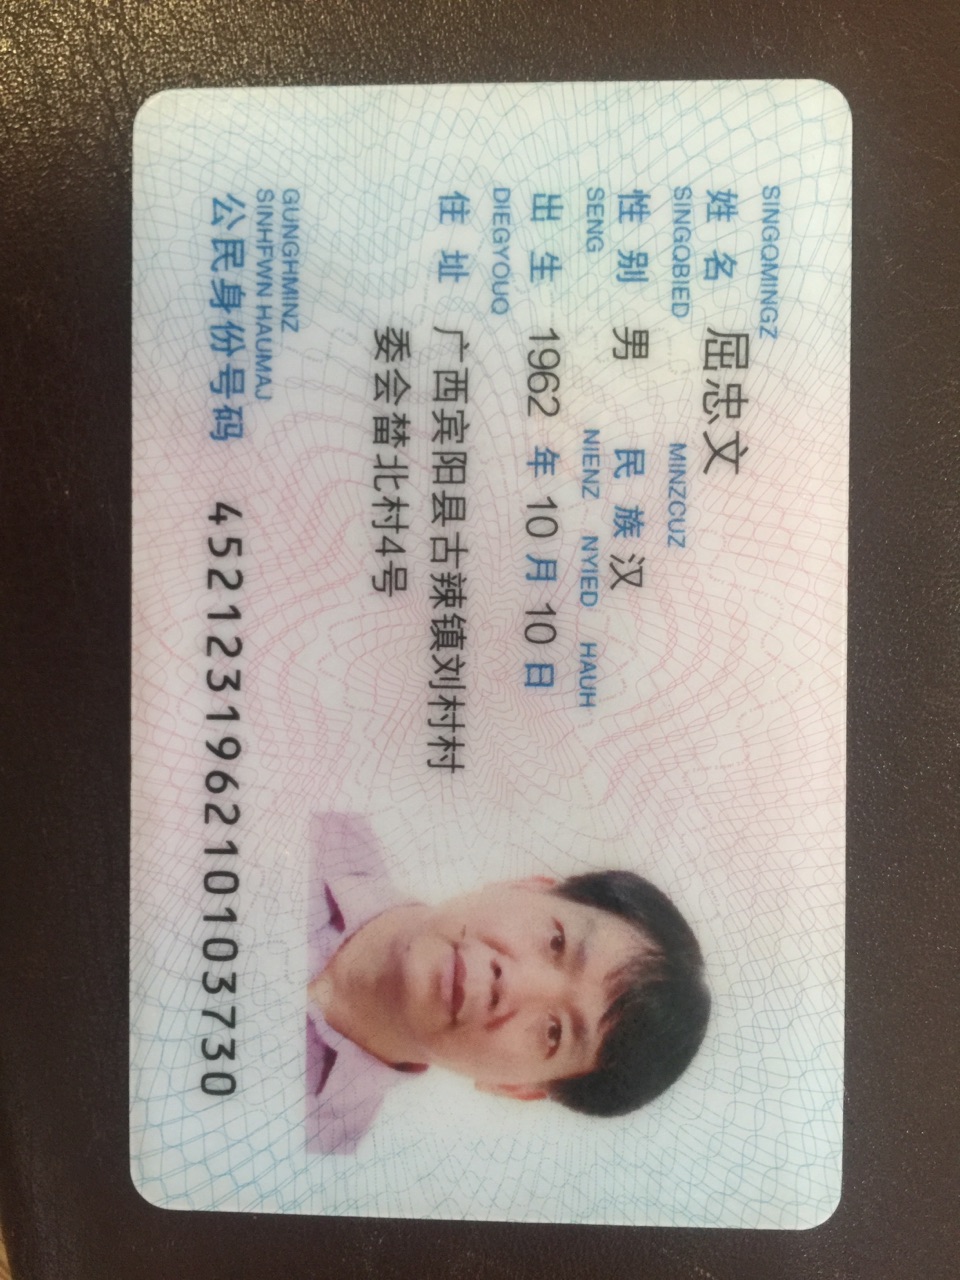 SINGQMINGZ
姓名 屈忠文
SINGQBIED MINZCUZ
性别 男 民族 汉
SENG NIENZ NYIED HAUH
出生 1962 年 10 月 10 日
DIEGYOUQ
住址 广西宾阳县古辣镇刘村村
委会榃北村4号
GUNGHMINZ
SINHFWN HAUMAJ
公民身份号码 452123196210103730